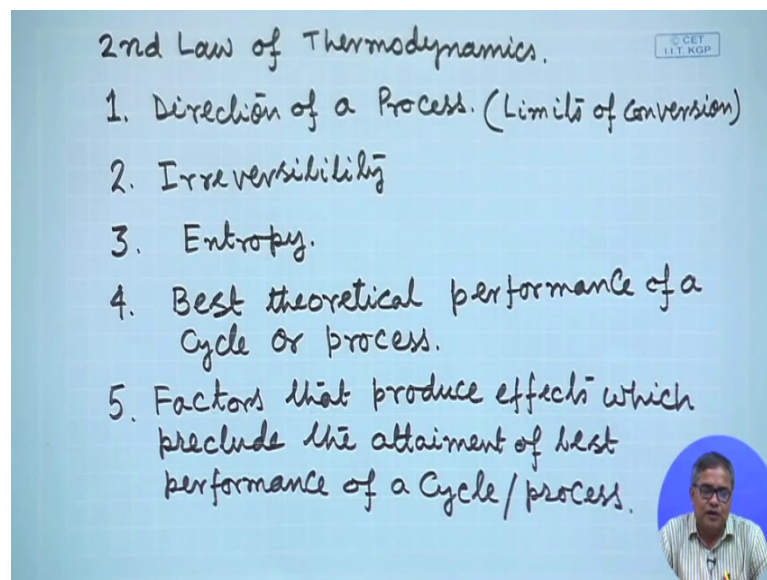 2nd Law of Thermodynamics.
© CET
I.I.T. KGP
1. Direction of a Process. (Limits of conversion)
2. Irreversibility
3. Entropy.
4. Best theoretical performance of a
Cycle or process.
5. Factors that produce effects which
preclude the attaiment of best
performance of a Cycle/process.